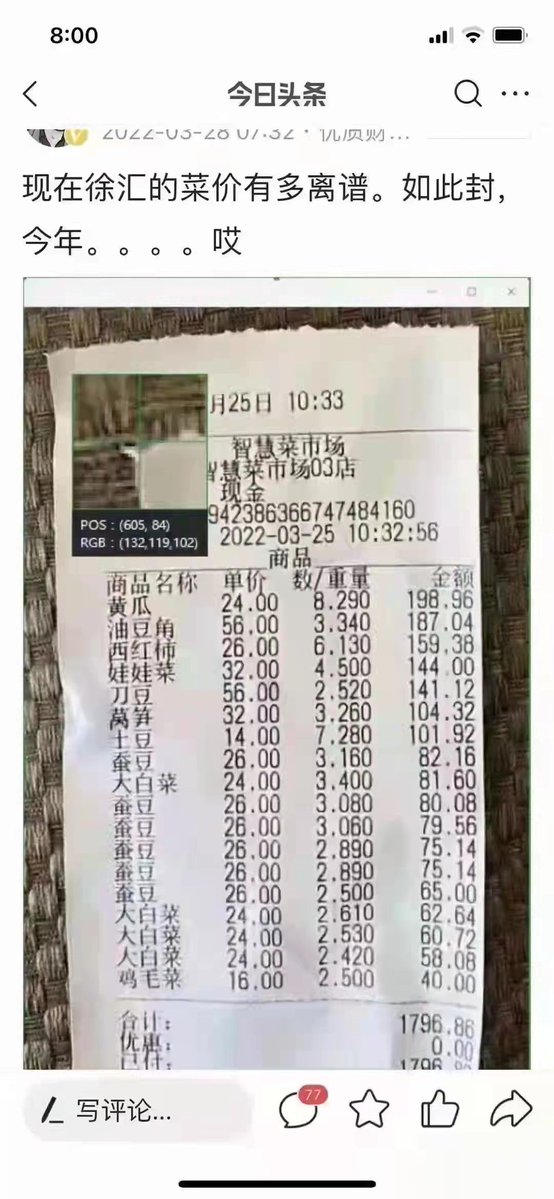 8:00
今日头条
2022-03-28 07:32 · 优质财…
现在徐汇的菜价有多离谱。如此封，
今年。。。。哎
月25日 10:33
智慧菜市场
智慧菜市场03店
现金
942386366747484160
POS : (605, 84)
2022-03-25 10:32:56
RGB : (132,119,102)
商品
商品名称 单价 数/重量 金额
黄瓜 24.00 8.290 198.96
油豆角 56.00 3.340 187.04
西红柿 26.00 6.130 159.38
娃娃菜 32.00 4.500 144.00
刀豆 56.00 2.520 141.12
莴笋 32.00 3.260 104.32
土豆 14.00 7.280 101.92
蚕豆 26.00 3.160 82.16
大白菜 24.00 3.400 81.60
蚕豆 26.00 3.080 80.08
蚕豆 26.00 3.060 79.56
蚕豆 26.00 2.890 75.14
蚕豆 26.00 2.890 75.14
蚕豆 26.00 2.500 65.00
大白菜 24.00 2.610 62.64
大白菜 24.00 2.530 60.72
大白菜 24.00 2.420 58.08
鸡毛菜 16.00 2.500 40.00
合计: 1796.86
优惠: 0.00
已付:
77
写评论...